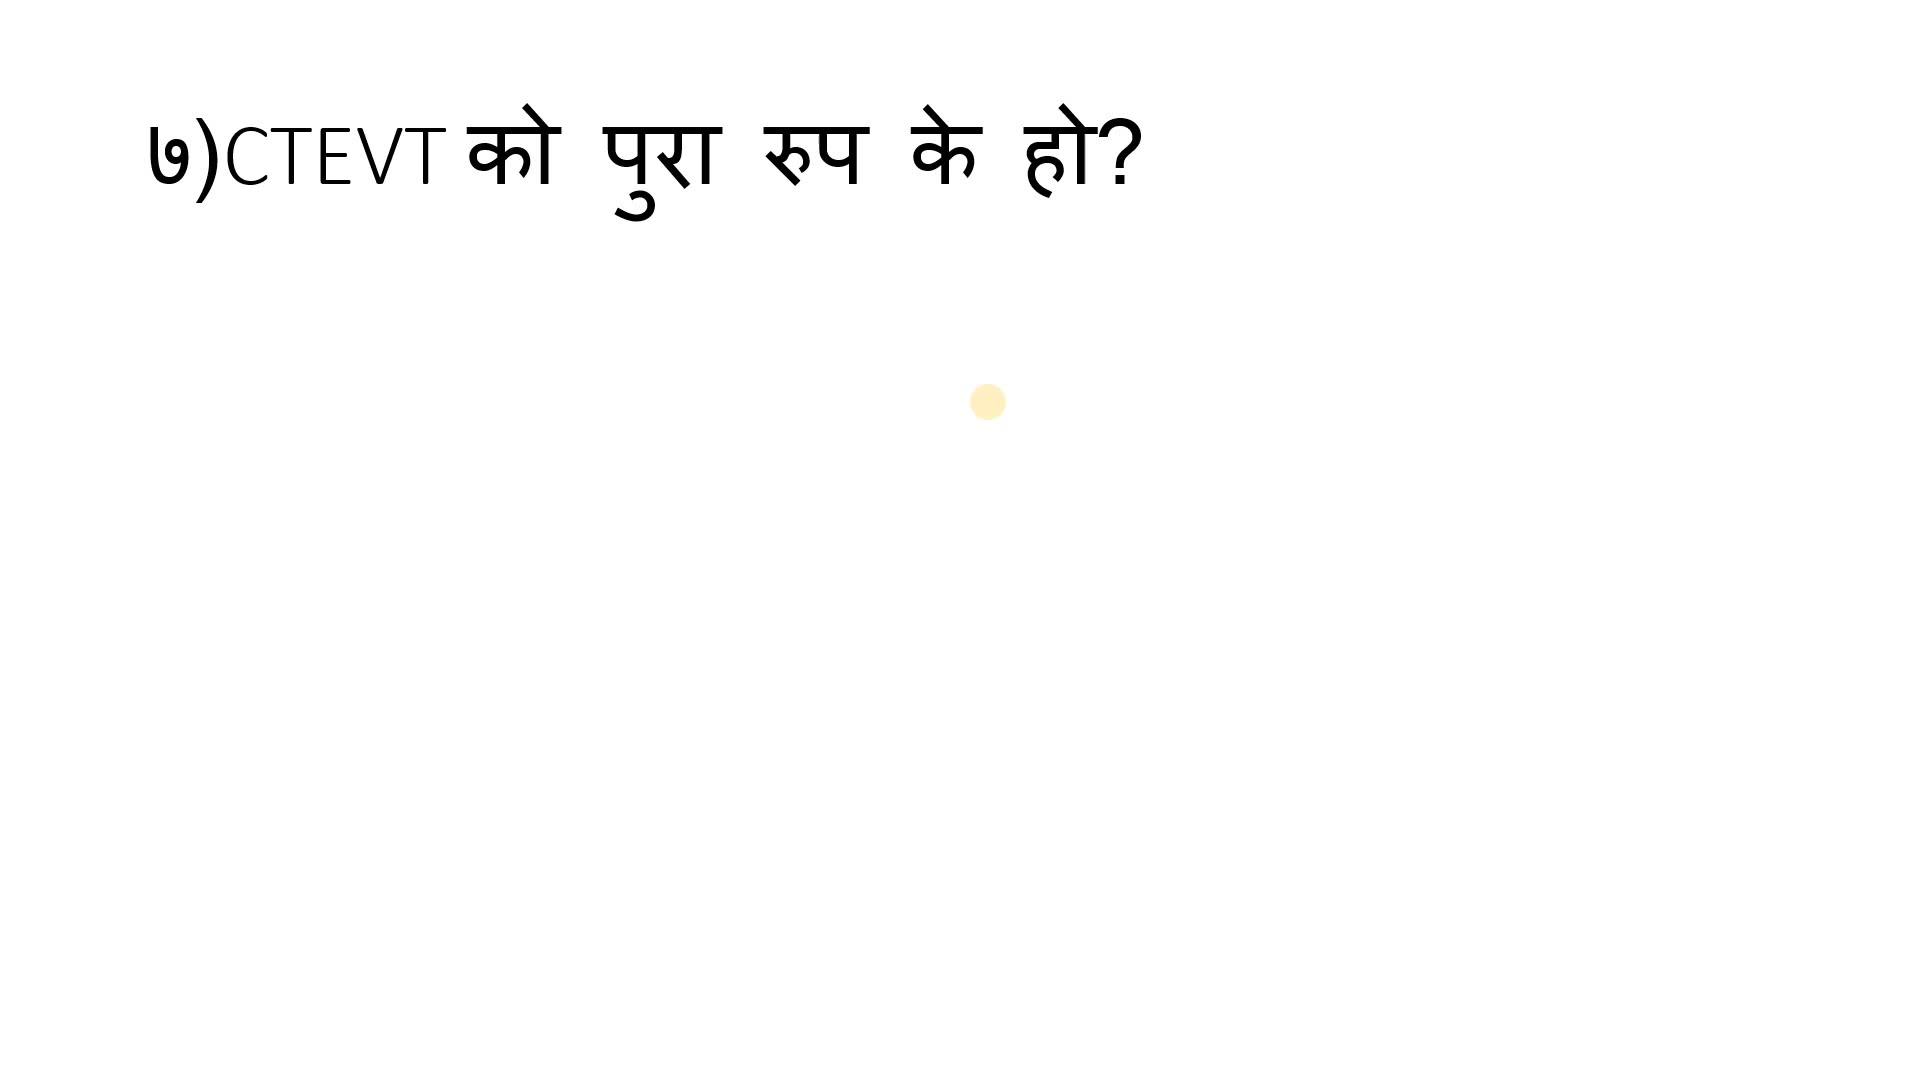 ७)CTEVT को पुरा रुप के हो?